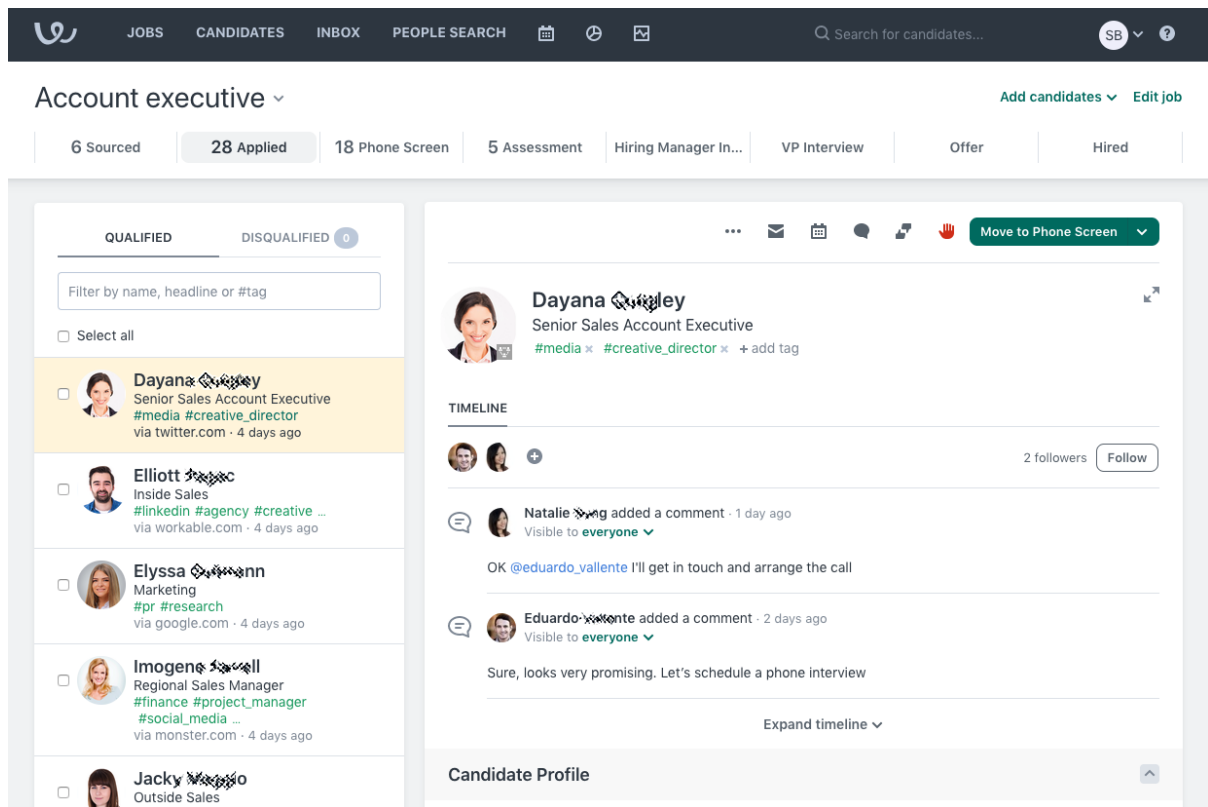 JOBS CANDIDATES INBOX PEOPLE SEARCH Search for candidates... SB ?
Account executive
Add candidates Edit job
6 Sourced 28 Applied 18 Phone Screen 5 Assessment Hiring Manager In... VP Interview Offer Hired
QUALIFIED DISQUALIFIED 0
Filter by name, headline or #tag
Select all
Dayana
Senior Sales Account Executive
#media #creative_director
via twitter.com · 4 days ago
Elliott
Inside Sales
#linkedin #agency #creative ...
via workable.com · 4 days ago
Elyssa
Marketing
#pr #research
via google.com · 4 days ago
Imogene
Regional Sales Manager
#finance #project_manager
#social_media ...
via monster.com · 4 days ago
Jacky
Outside Sales
Move to Phone Screen
Dayana
Senior Sales Account Executive
#media × #creative_director × + add tag
TIMELINE
2 followers Follow
Natalie added a comment · 1 day ago
Visible to everyone
OK @eduardo_vallente I'll get in touch and arrange the call
Eduardo added a comment · 2 days ago
Visible to everyone
Sure, looks very promising. Let's schedule a phone interview
Expand timeline
Candidate Profile